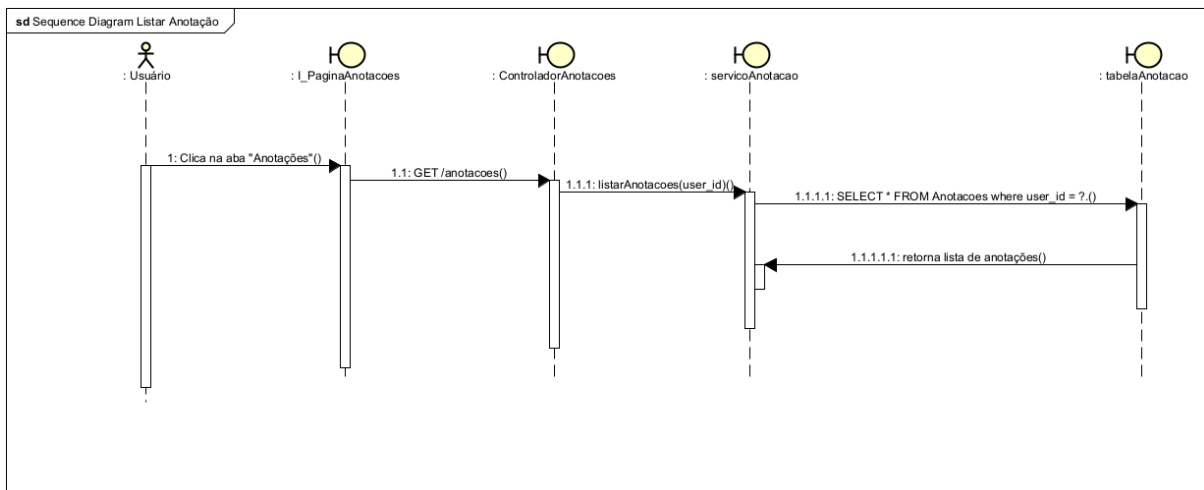 sd Sequence Diagram Listar Anotação
: Usuário
: I_PaginaAnotacoes
: ControladorAnotacoes
: servicoAnotacao
: tabelaAnotacao
1: Clica na aba "Anotações"()
1.1: GET /anotacoes()
1.1.1: listarAnotacoes(user_id)()
1.1.1.1: SELECT * FROM Anotacoes where user_id = ?.()
1.1.1.1.1: retorna lista de anotações()